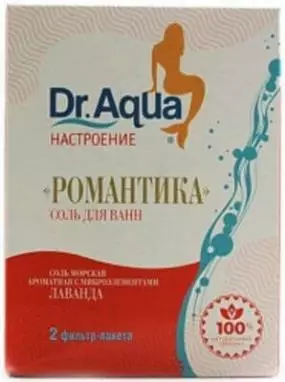 Dr.Aqua
®
НАСТРОЕНИЕ
«РОМАНТИКА»
СОЛЬ ДЛЯ ВАНН
СОЛЬ МОРСКАЯ
АРОМАТНАЯ С МИКРОЭЛЕМЕНТАМИ
ЛАВАНДА
2 фильтр-пакета
100%